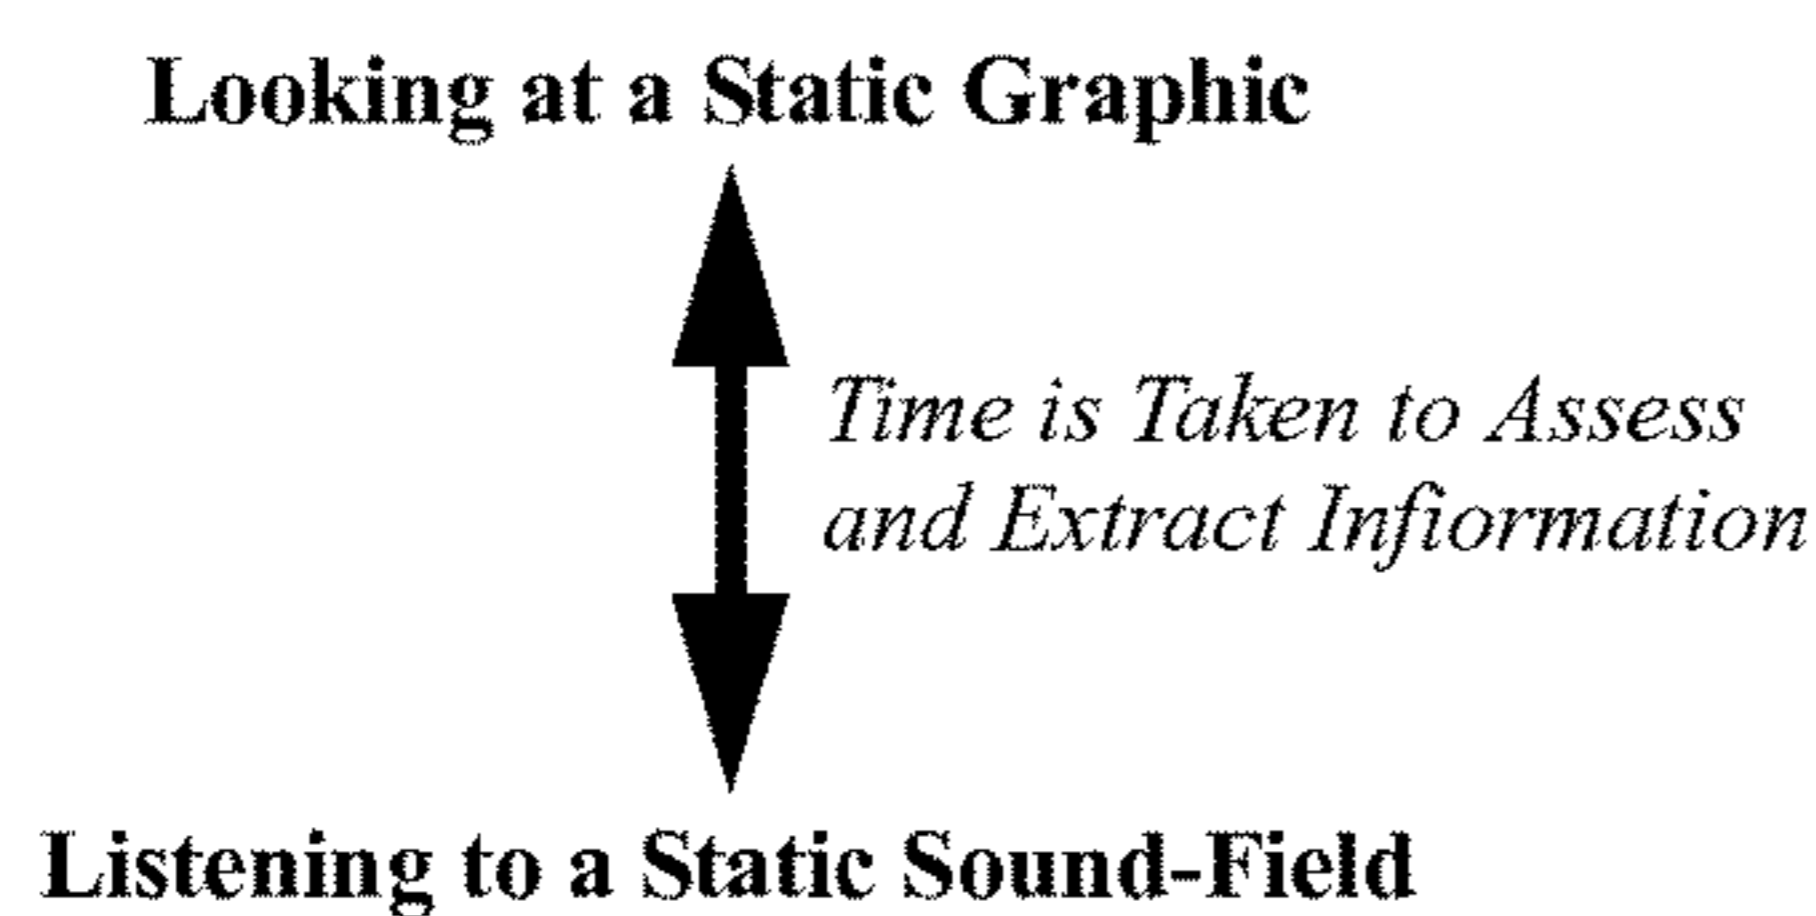 Looking at a Static Graphic
Time is Taken to Assess
and Extract Infiormation
Listening to a Static Sound-Field